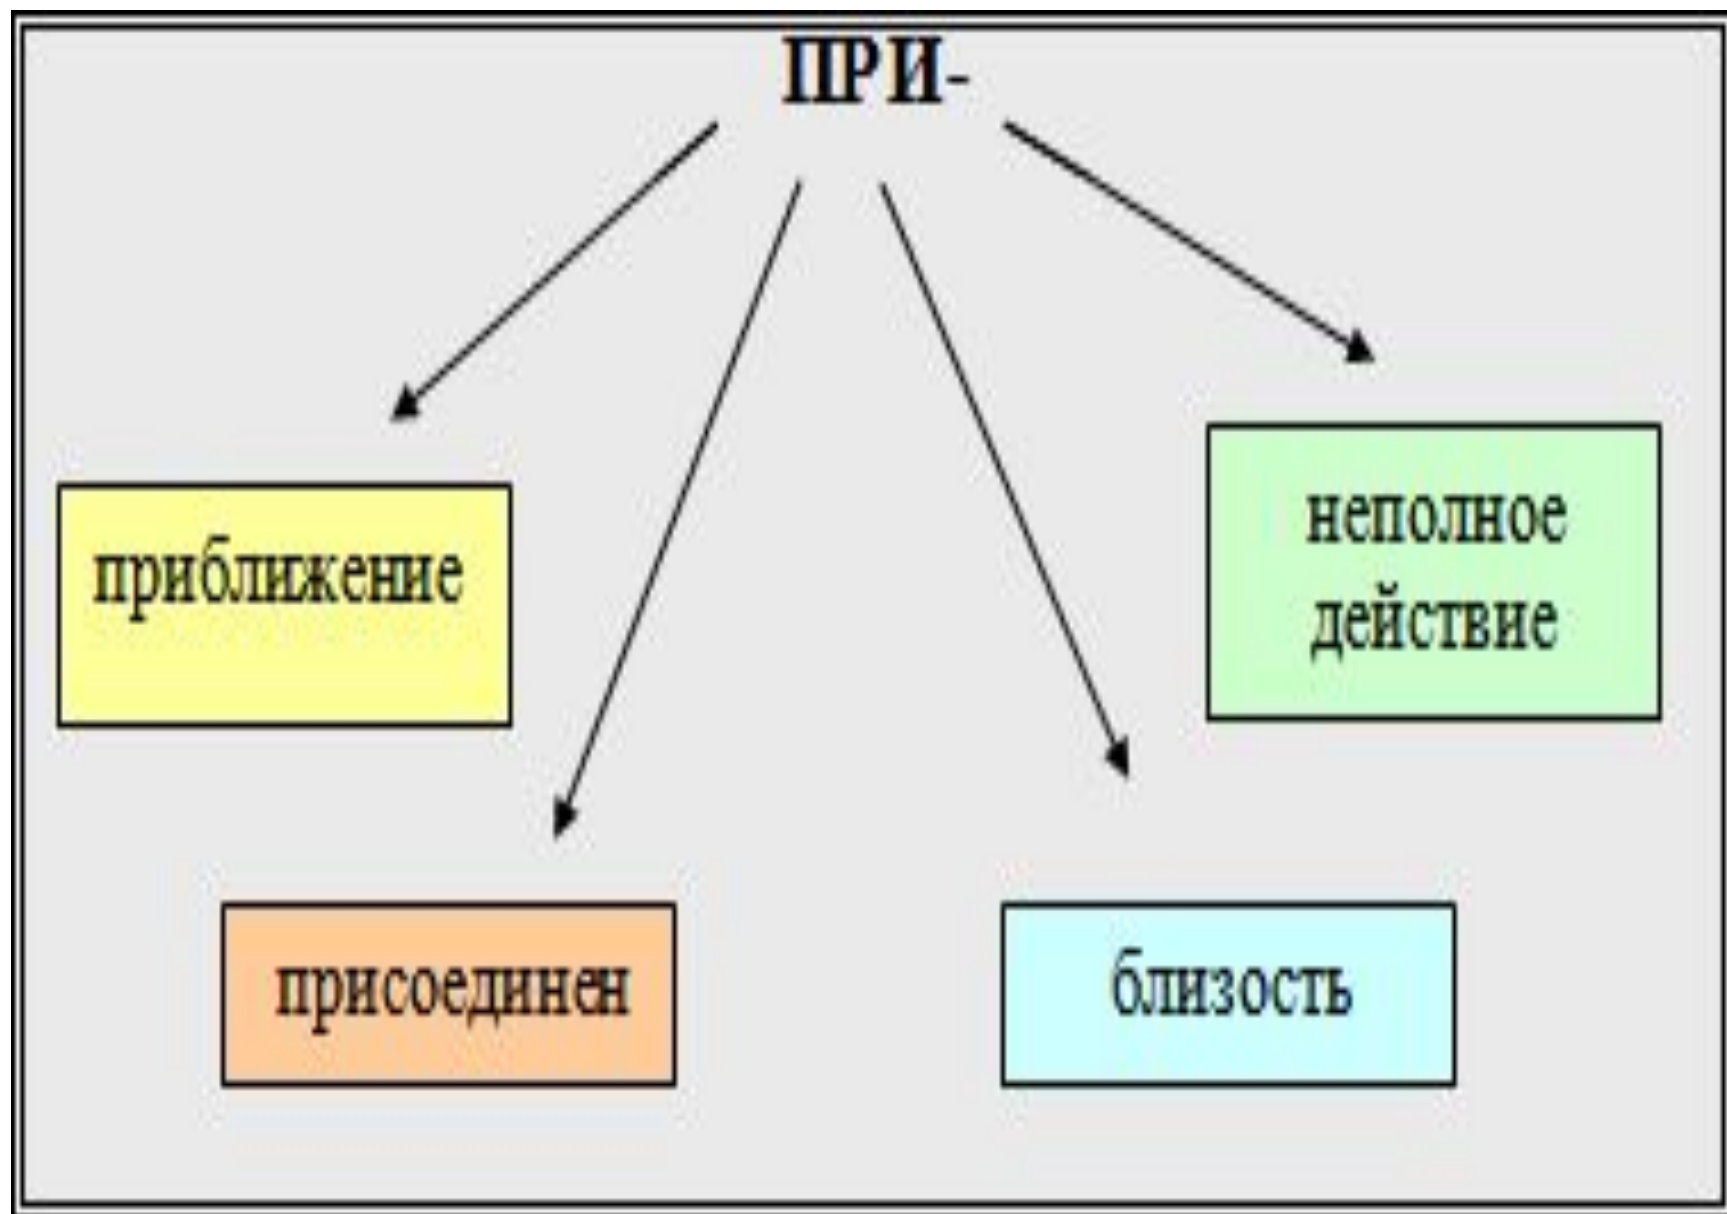 ПРИ-
приближение
неполное
действие
присоединен
близость